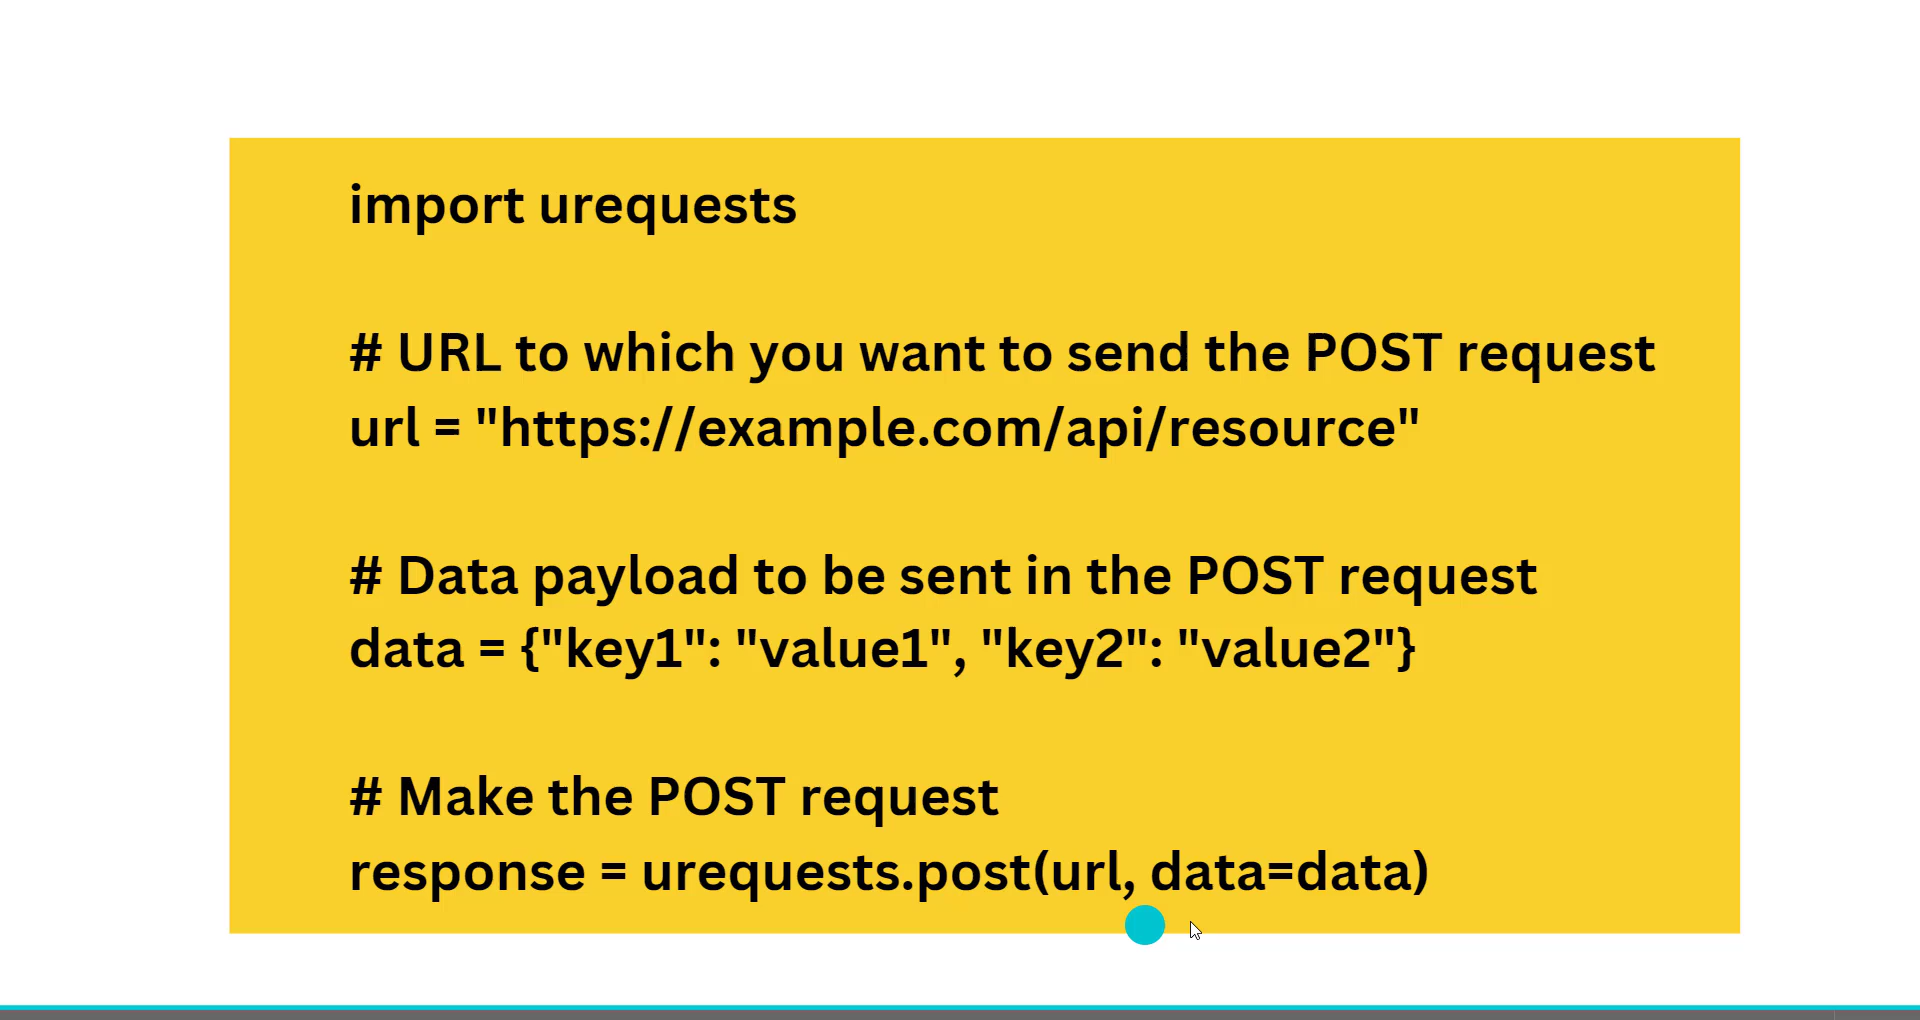 import urequests
# URL to which you want to send the POST request
url = "https://example.com/api/resource"
# Data payload to be sent in the POST request
data = {"key1": "value1", "key2": "value2"}
# Make the POST request
response = urequests.post(url, data=data)